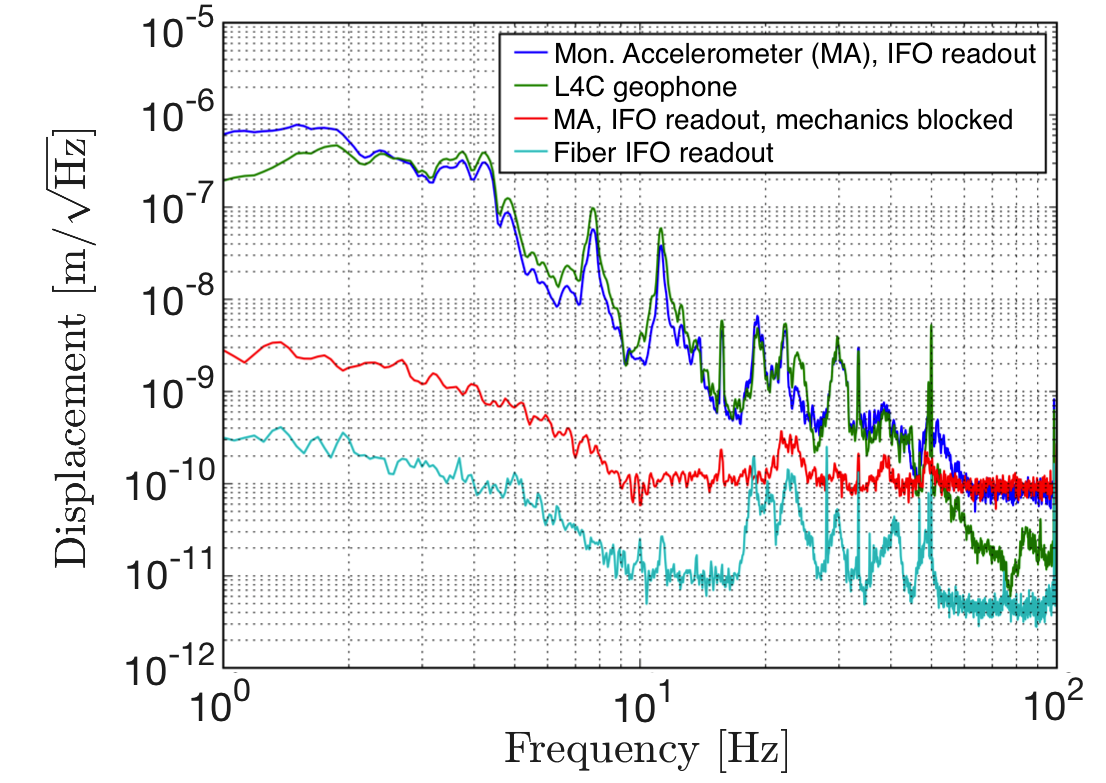 Mon. Accelerometer (MA), IFO readout
L4C geophone
MA, IFO readout, mechanics blocked
Fiber IFO readout
10^-5
10^-6
10^-7
10^-8
10^-9
10^-10
10^-11
10^-12
Displacement [m/√Hz]
10^0 10^1 10^2
Frequency [Hz]